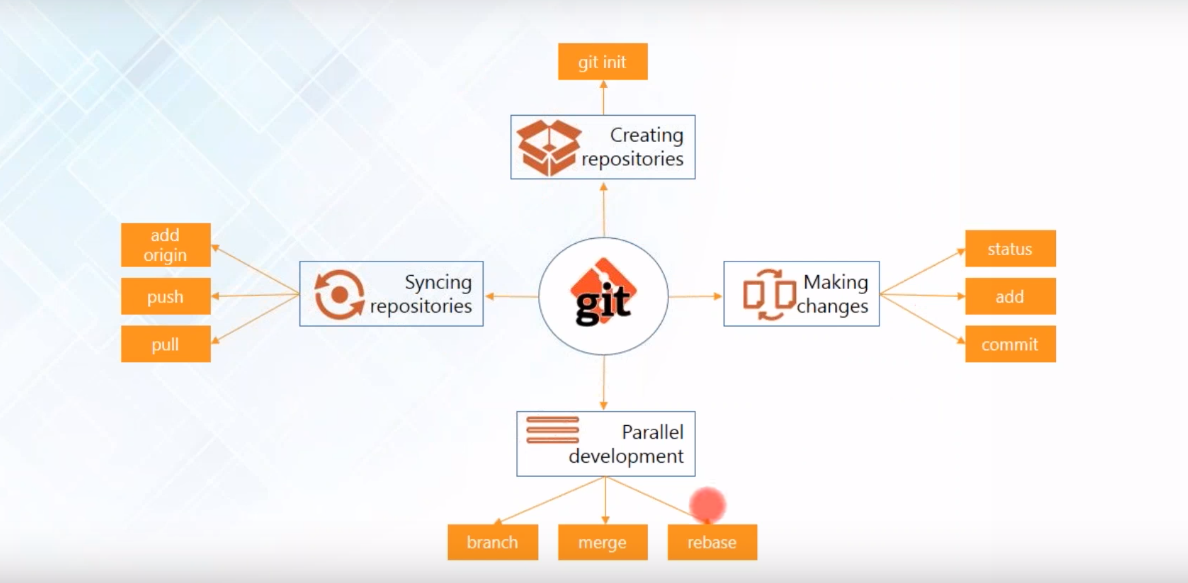 git init
Creating
repositories
add
origin
push
pull
Syncing
repositories
git
Making
changes
status
add
commit
Parallel
development
branch
merge
rebase